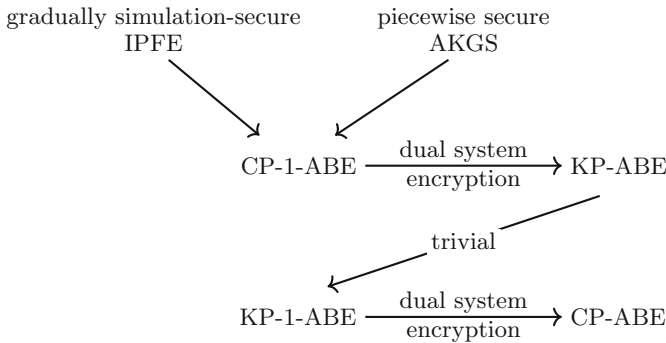 gradually simulation-secure
IPFE
piecewise secure
AKGS
CP-1-ABE
dual system
encryption
KP-ABE
trivial
KP-1-ABE
dual system
encryption
CP-ABE